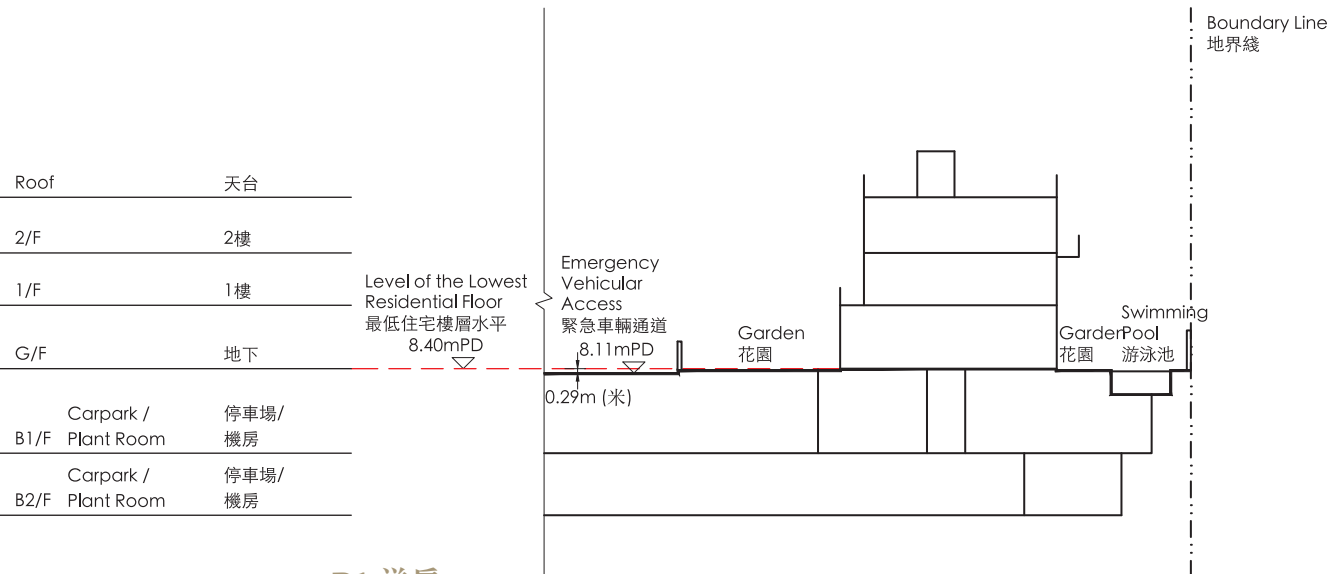 Boundary Line
地界綫
Roof 天台
2/F 2樓
1/F 1樓
G/F 地下
Carpark / 停車場/
B1/F Plant Room 機房
Carpark / 停車場/
B2/F Plant Room 機房
Level of the Lowest
Residential Floor
最低住宅樓層水平
8.40mPD
Emergency
Vehicular
Access
緊急車輛通道
8.11mPD
0.29m (米)
Garden
花園
Garden
花園
Swimming
Pool
游泳池